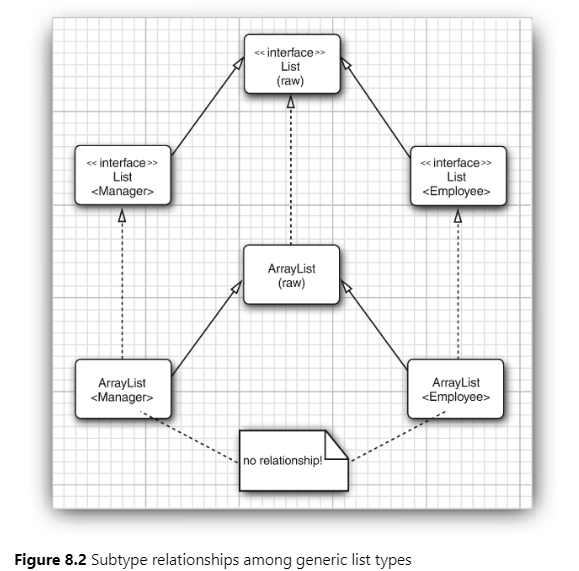 << interface>>
List
(raw)
<< interface>>
List
<Manager>
<< interface>>
List
<Employee>
ArrayList
(raw)
ArrayList
<Manager>
ArrayList
<Employee>
no relationship!
Figure 8.2 Subtype relationships among generic list types